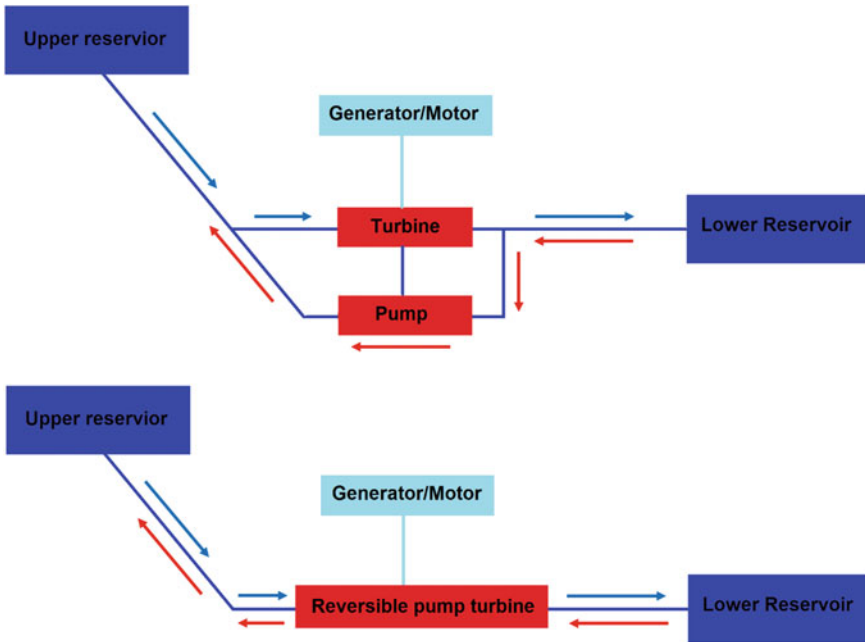 Upper reservior
Generator/Motor
Turbine
Lower Reservoir
Pump
Upper reservior
Generator/Motor
Reversible pump turbine
Lower Reservoir